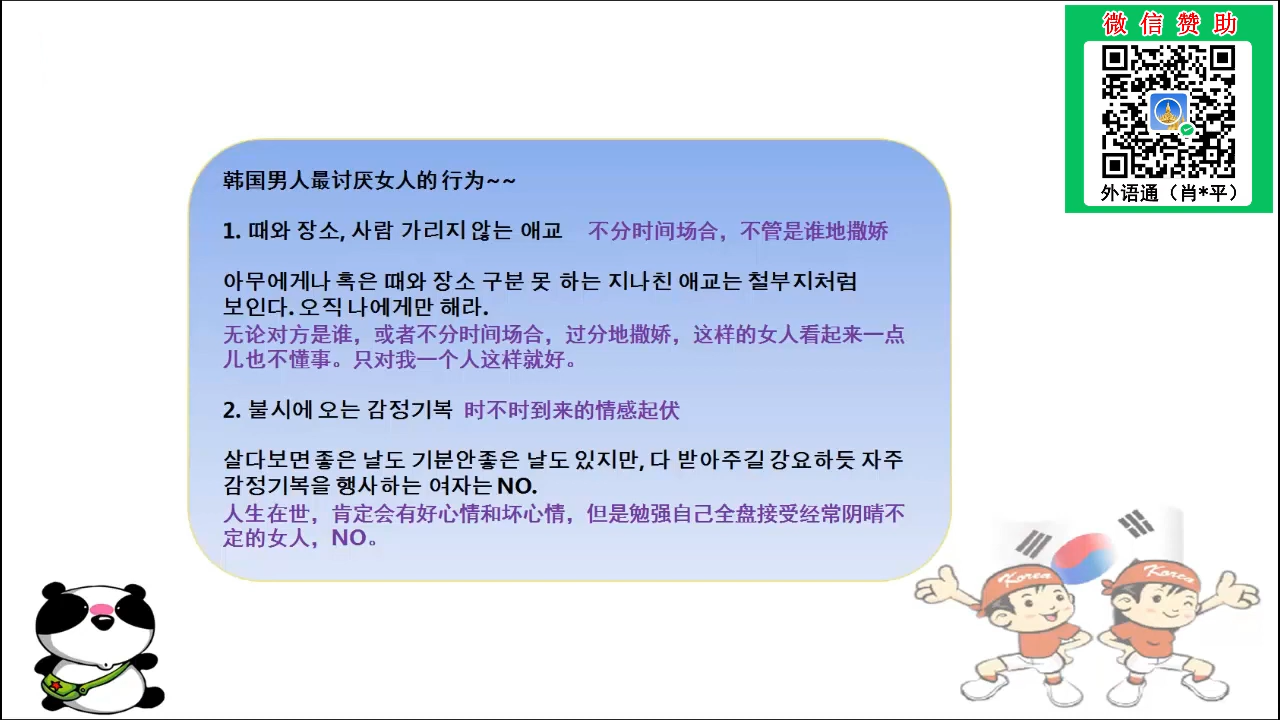 微信赞助
外语通（肖*平）
韩国男人最讨厌女人的行为~~
1. 때와 장소, 사람 가리지 않는 애교 不分时间场合，不管是谁地撒娇
아무에게나 혹은 때와 장소 구분 못 하는 지나친 애교는 철부지처럼
보인다. 오직 나에게만 해라.
无论对方是谁，或者不分时间场合，过分地撒娇，这样的女人看起来一点
儿也不懂事。只对我一个人这样就好。
2. 불시에 오는 감정기복 时不时到来的情感起伏
살다보면 좋은 날도 기분안좋은 날도 있지만, 다 받아주길 강요하듯 자주
감정기복을 행사하는 여자는 NO.
人生在世，肯定会有好心情和坏心情，但是勉强自己全盘接受经常阴晴不
定的女人，NO。
Korea
Korea